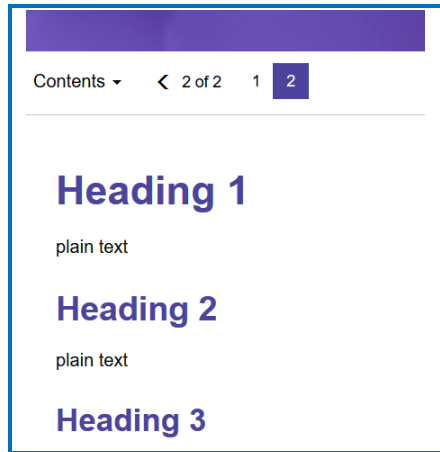 Contents 2 of 2 1 2
Heading 1
plain text
Heading 2
plain text
Heading 3